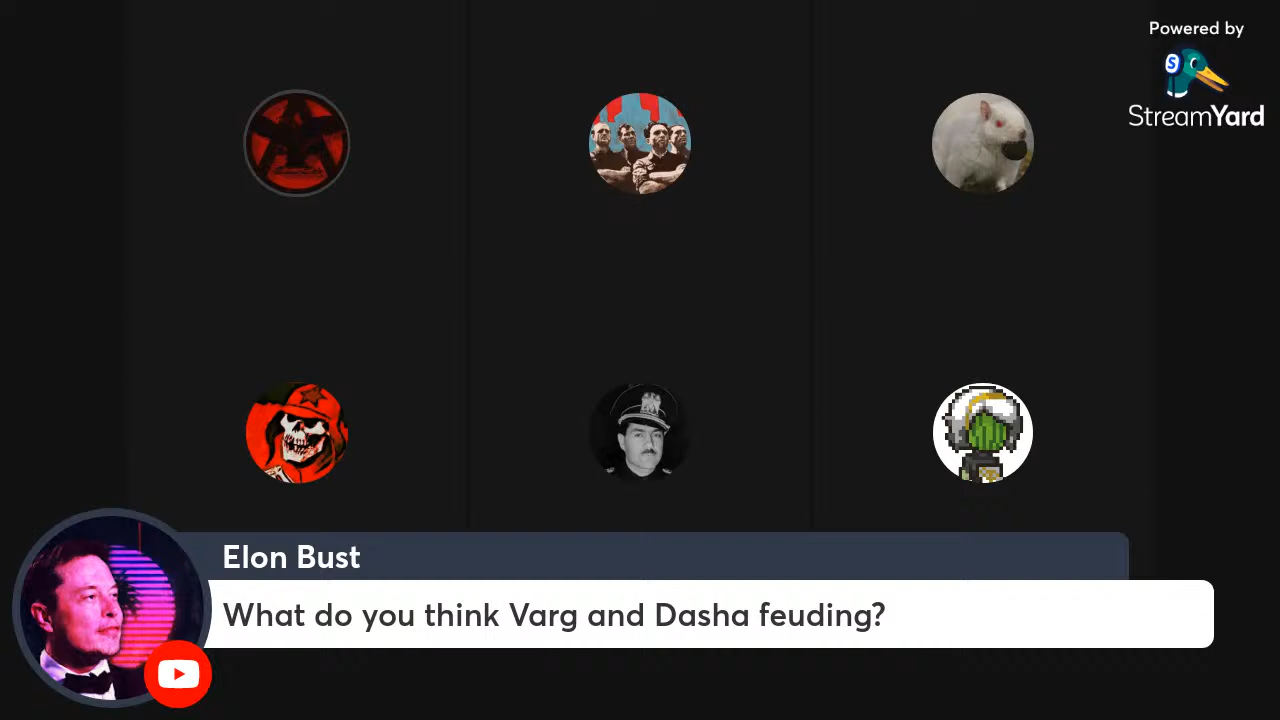 Powered by
StreamYard
Elon Bust
What do you think Varg and Dasha feuding?